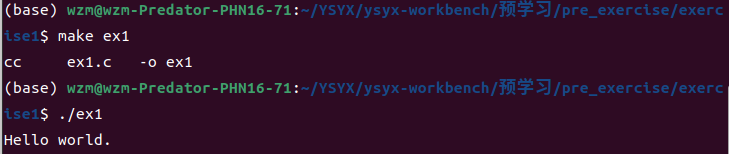 (base) wzm@wzm-Predator-PHN16-71:~/YSYX/ysyx-workbench/预学习/pre_exercise/exerc
ise1$ make ex1
cc     ex1.c   -o ex1
(base) wzm@wzm-Predator-PHN16-71:~/YSYX/ysyx-workbench/预学习/pre_exercise/exerc
ise1$ ./ex1
Hello world.